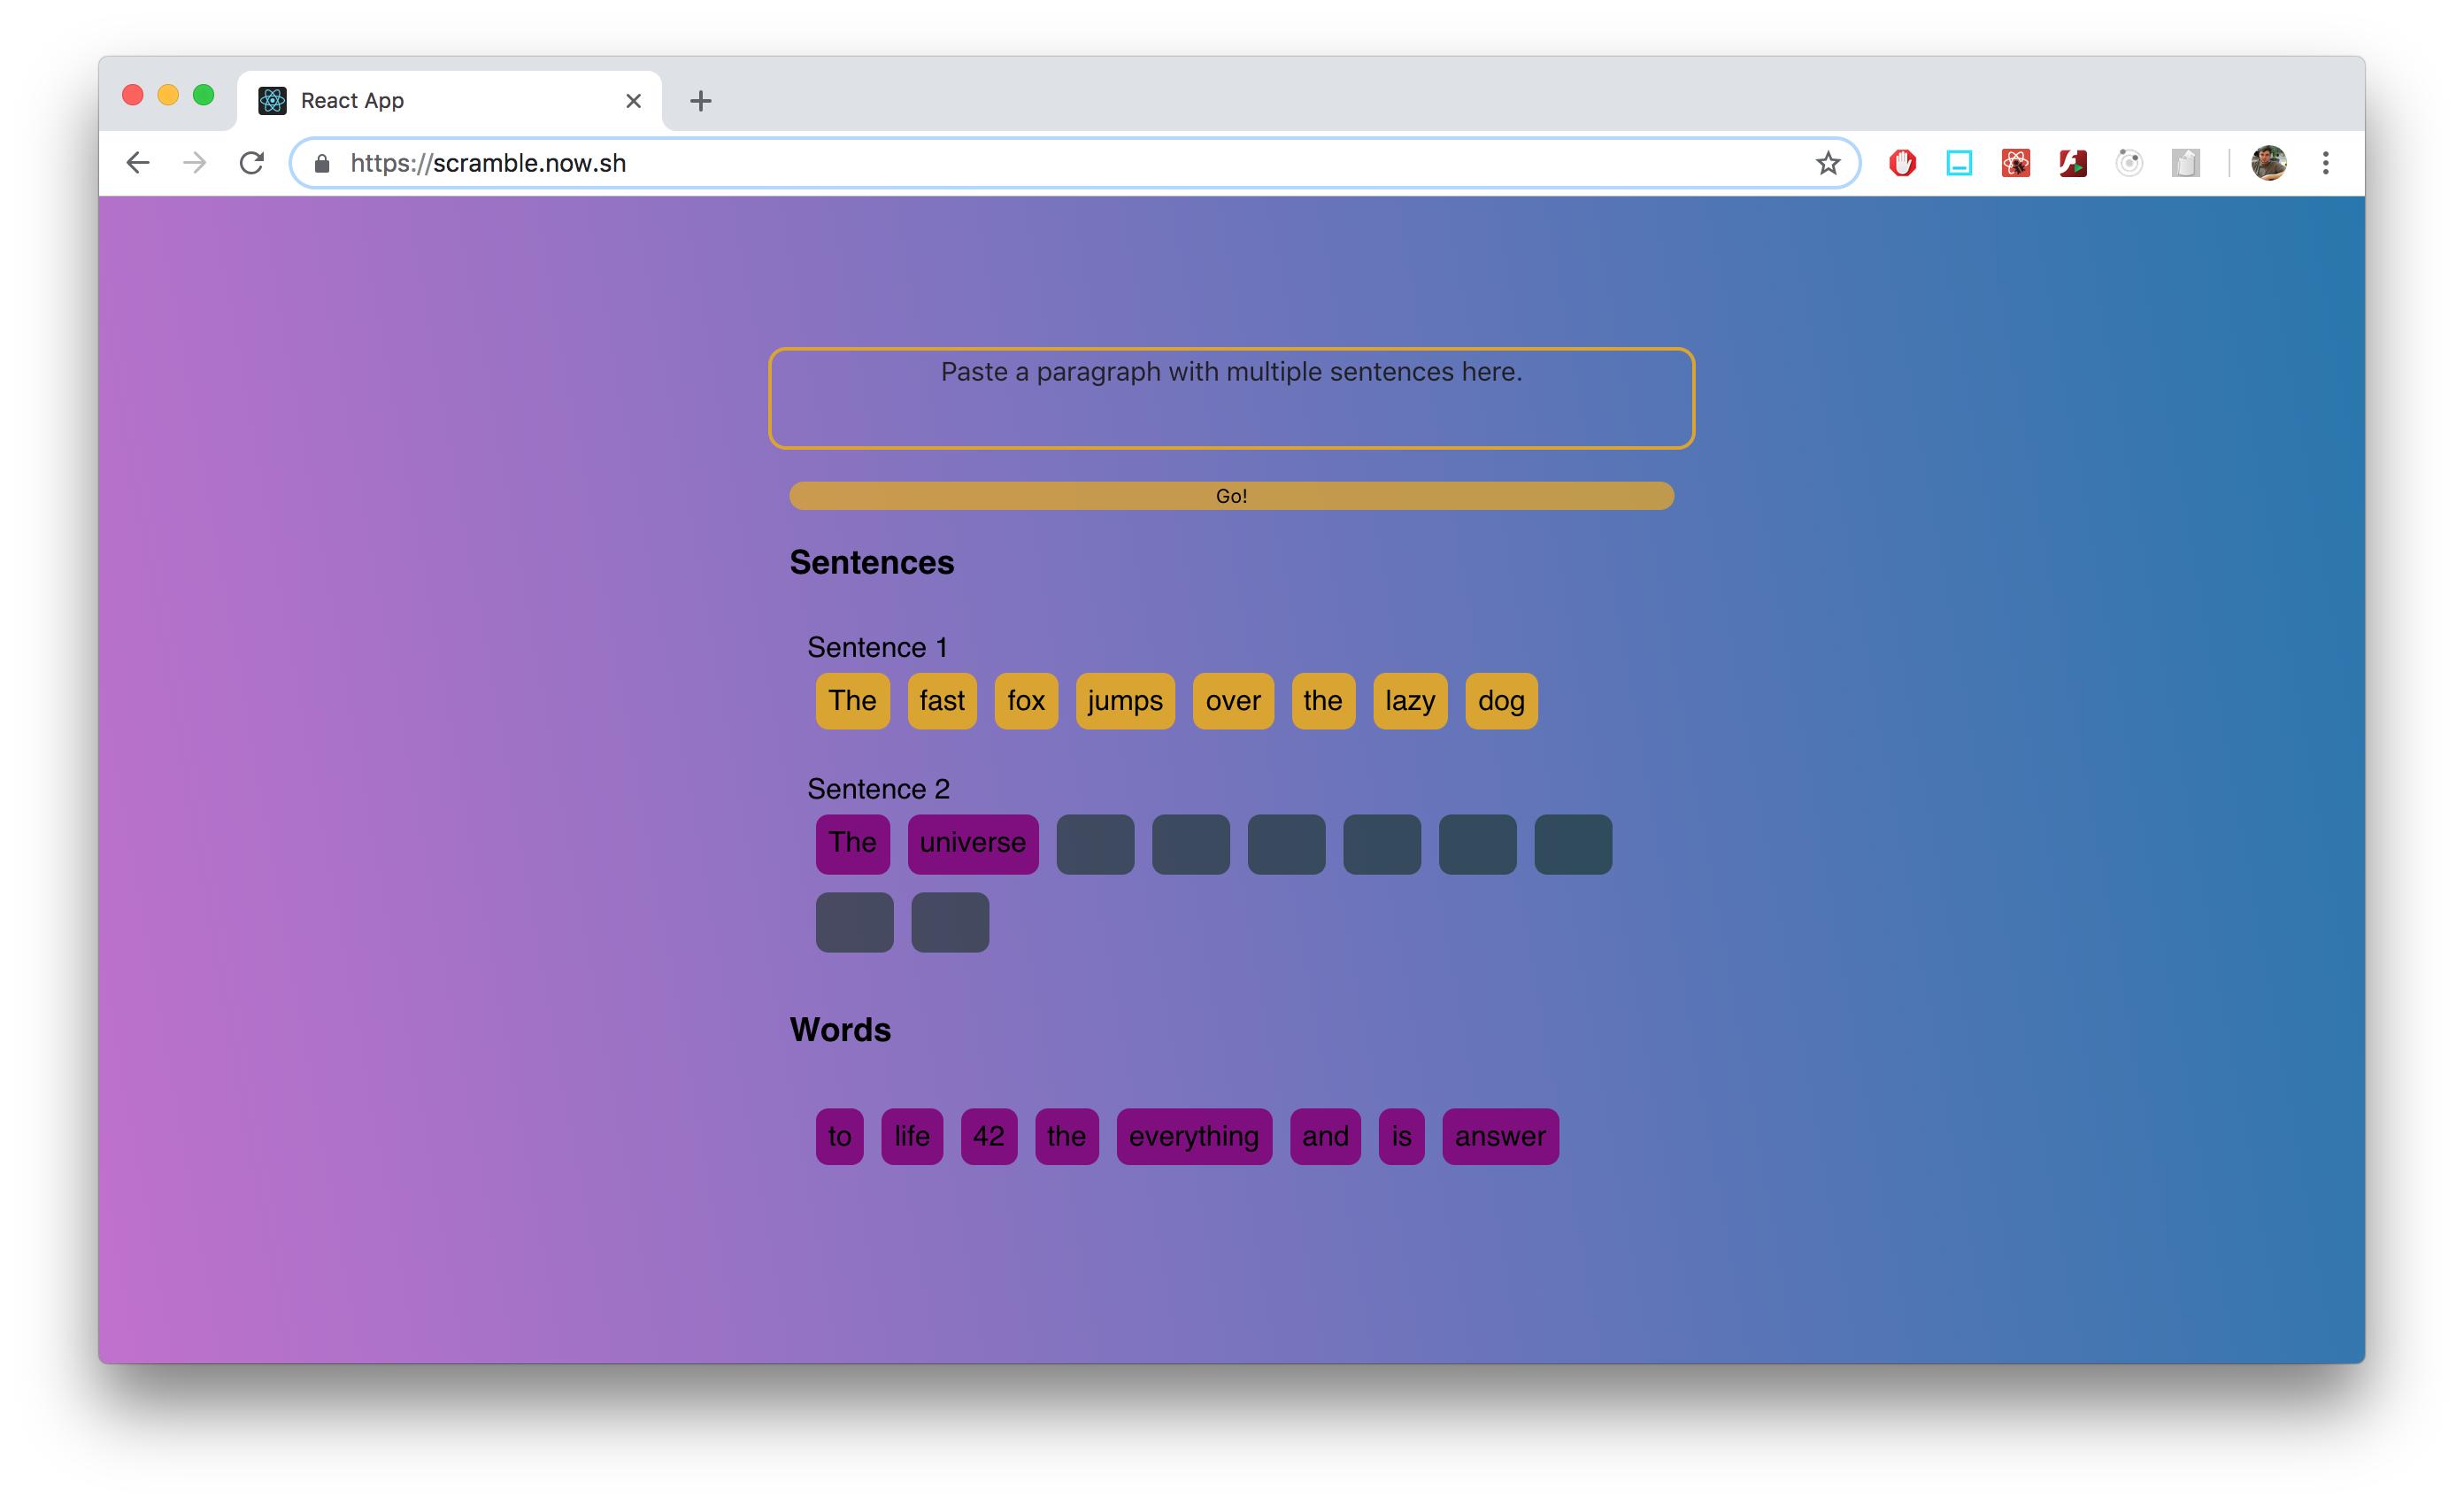 React App
https://scramble.now.sh
Paste a paragraph with multiple sentences here.
Go!
Sentences
Sentence 1
The fast fox jumps over the lazy dog
Sentence 2
The universe
Words
to life 42 the everything and is answer